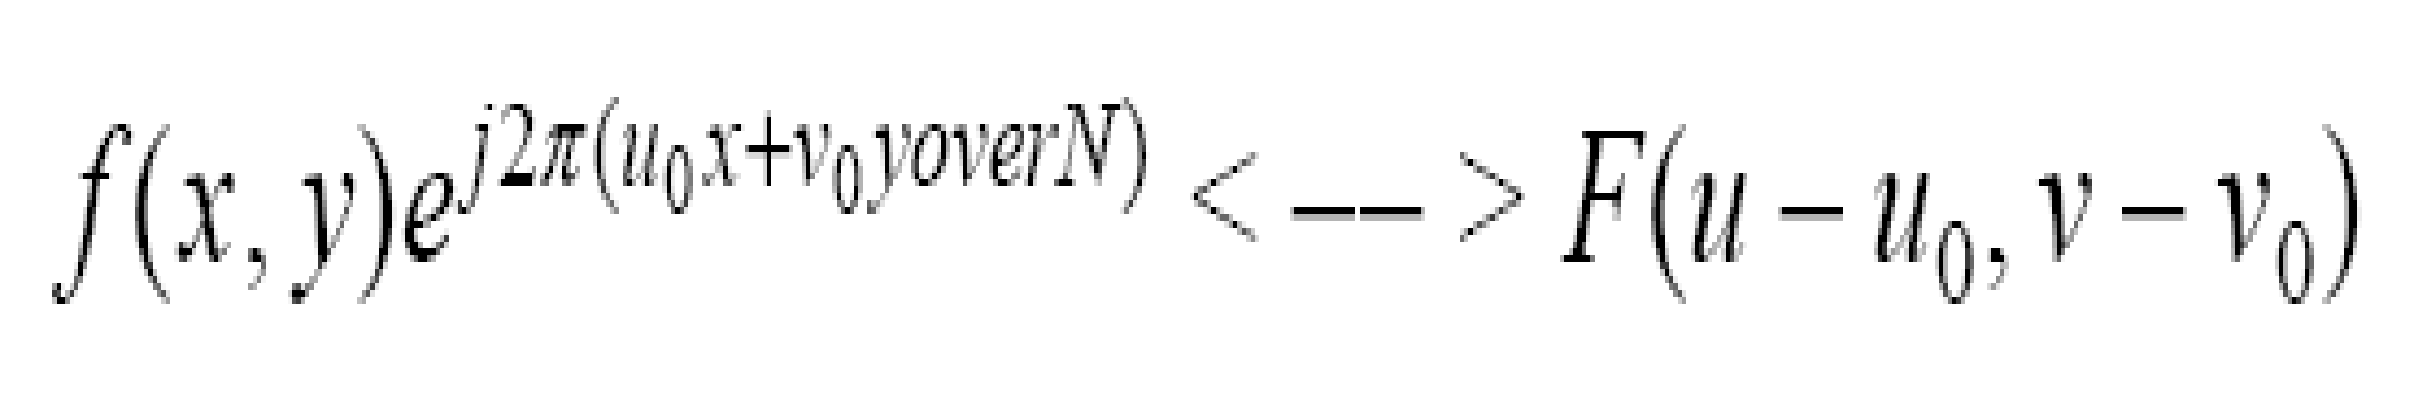 f(x, y)e^{j2π(u_0x+v_0yoverN)} <--> F(u − u_0, v − v_0)